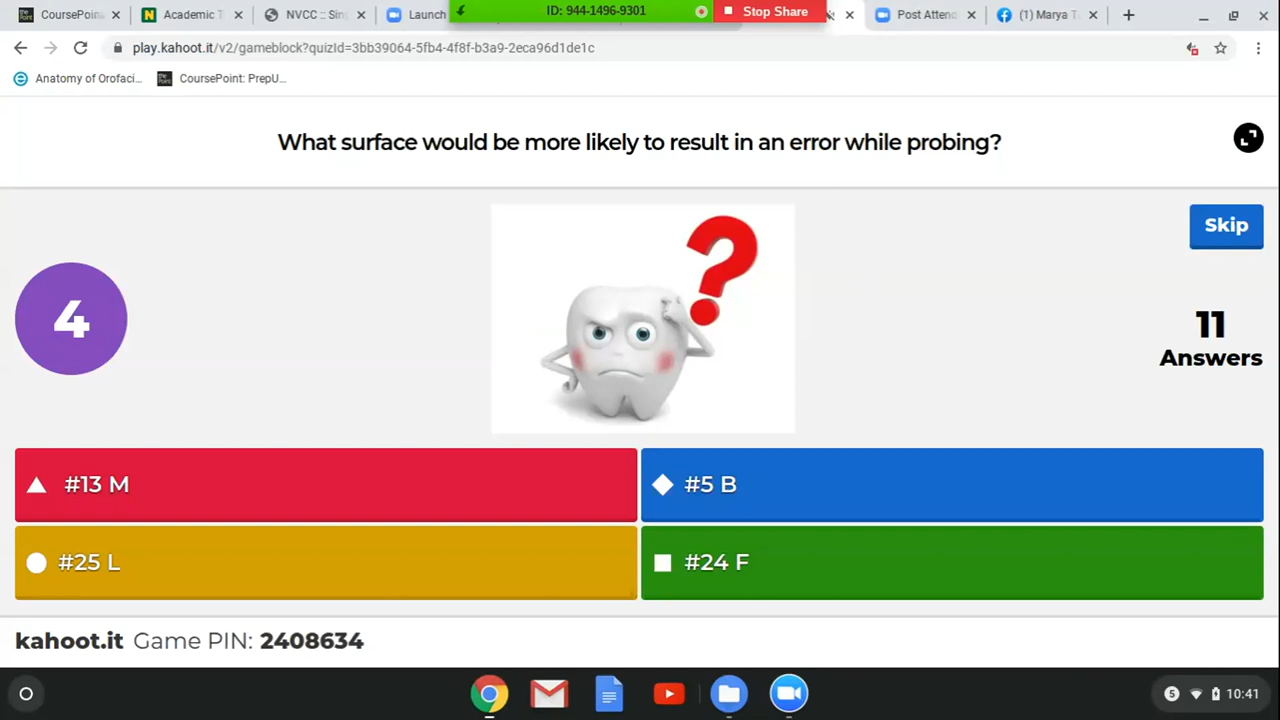 CoursePoin
Academic T
NVCC :: Sin
Launch
ID: 944-1496-9301
Stop Share
Post Attend
(1) Marya T
play.kahoot.it/v2/gameblock?quizId=3bb39064-5fb4-4f8f-b3a9-2eca96d1de1c
Anatomy of Orofaci...
CoursePoint: PrepU...
What surface would be more likely to result in an error while probing?
Skip
4
11
Answers
#13 M
#5 B
#25 L
#24 F
kahoot.it Game PIN: 2408634
5
10:41